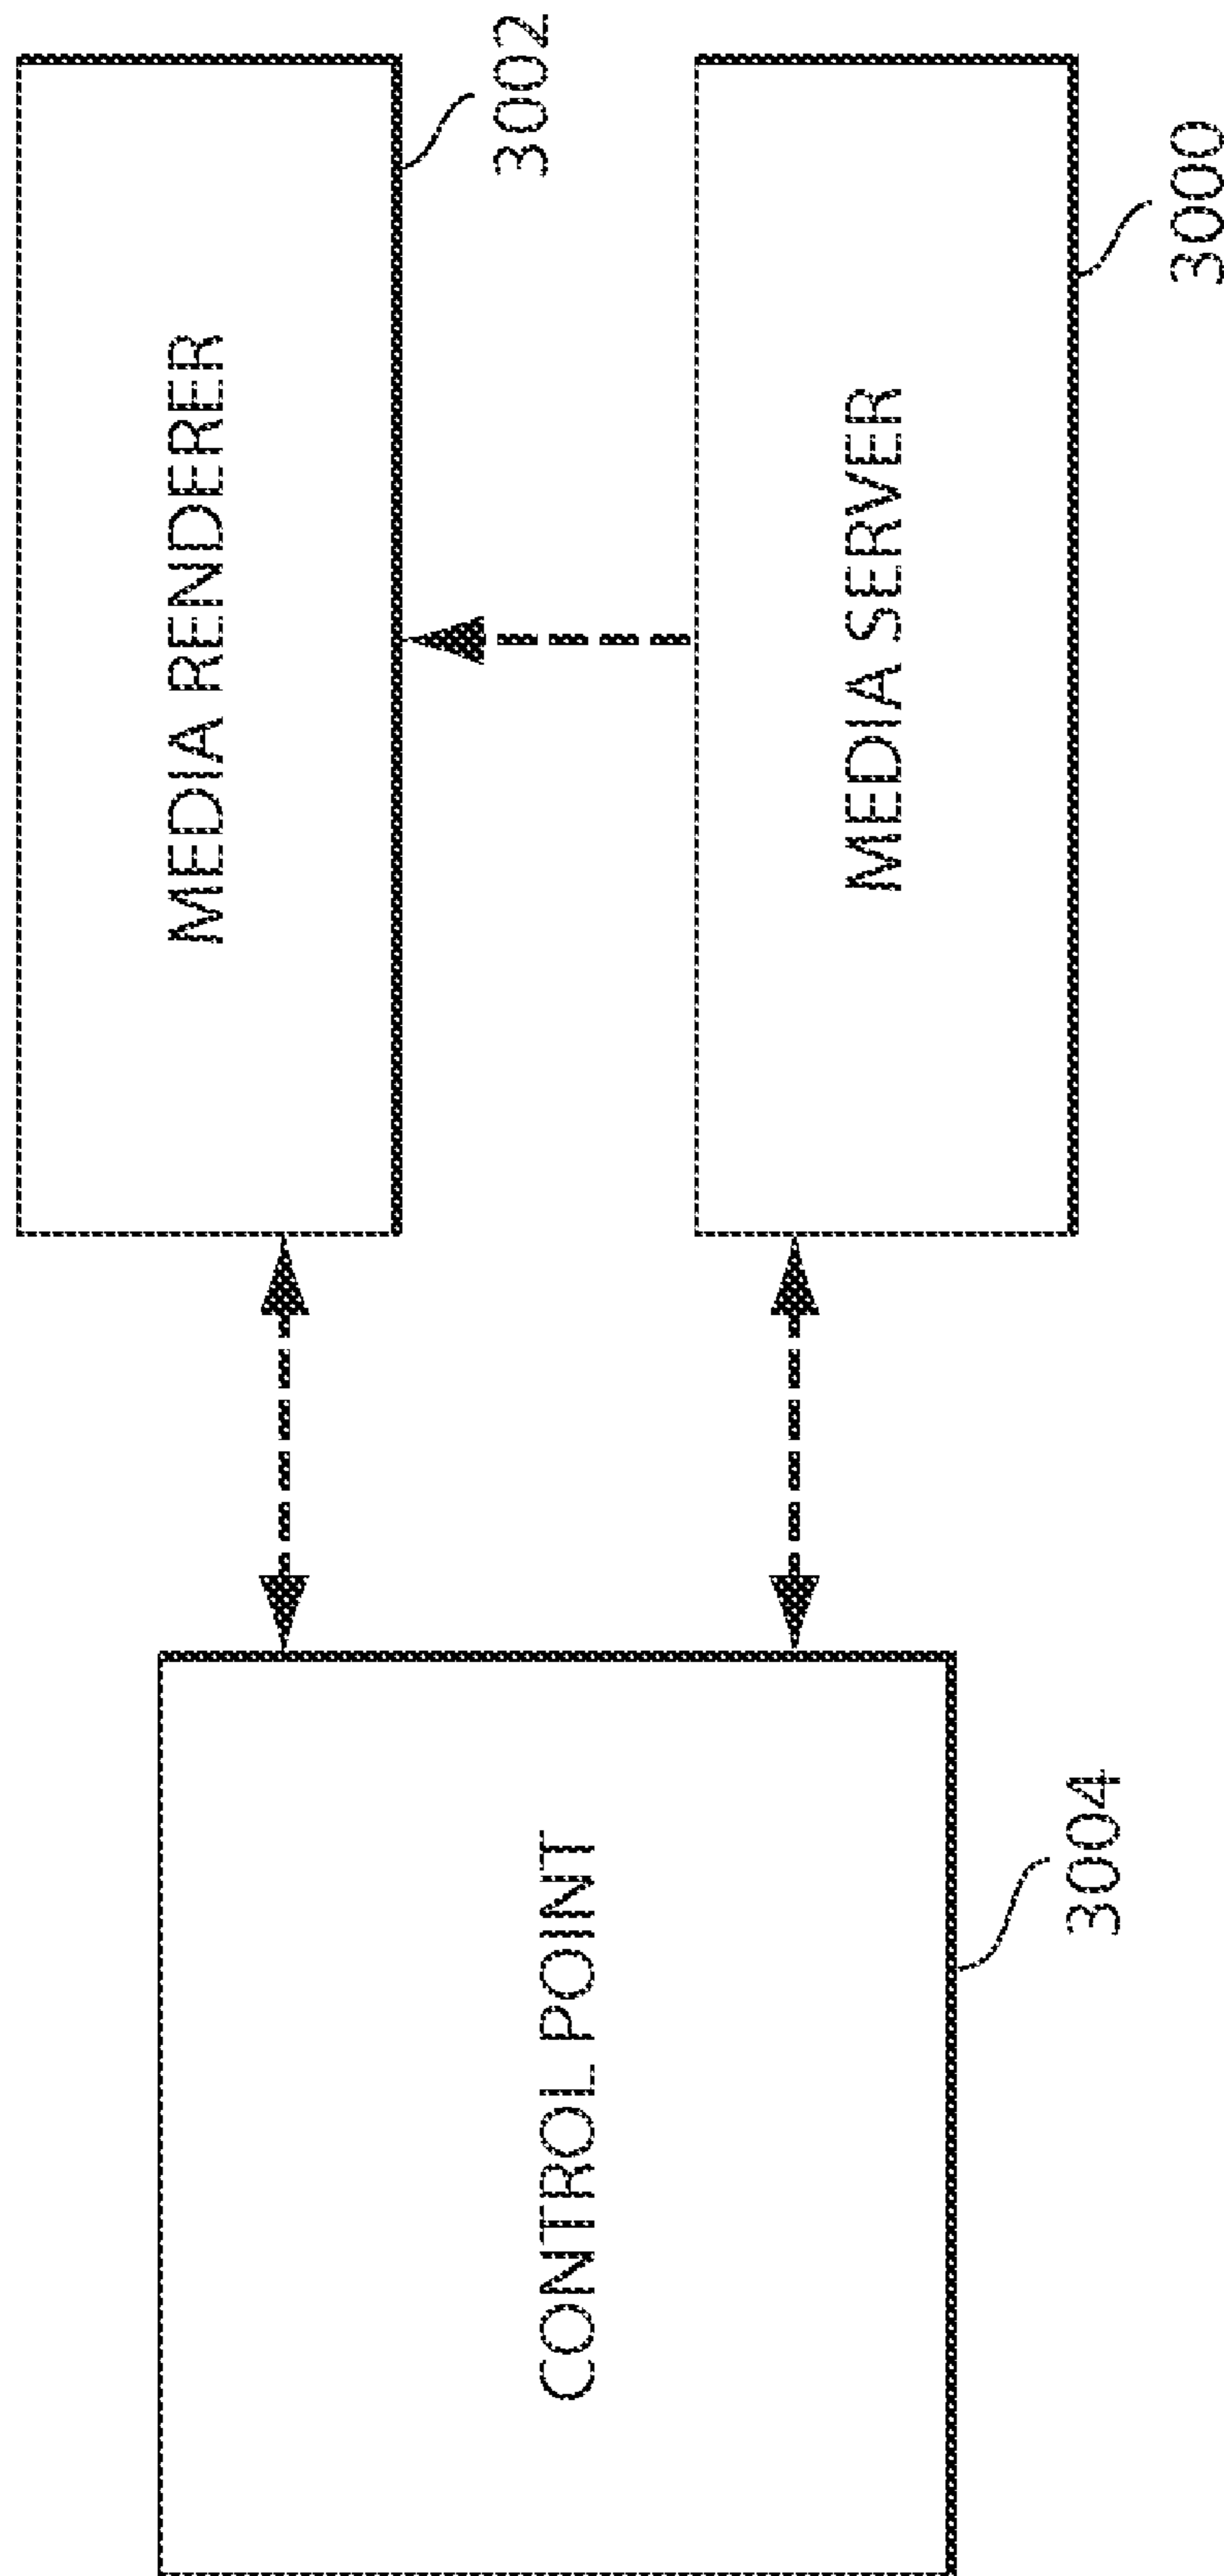 CONTROL POINT
3004
MEDIA RENDERER
3002
MEDIA SERVER
3000